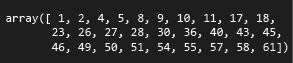 array([ 1, 2, 4, 5, 8, 9, 10, 11, 17, 18,
23, 26, 27, 28, 30, 36, 40, 43, 45,
46, 49, 50, 51, 54, 55, 57, 58, 61])